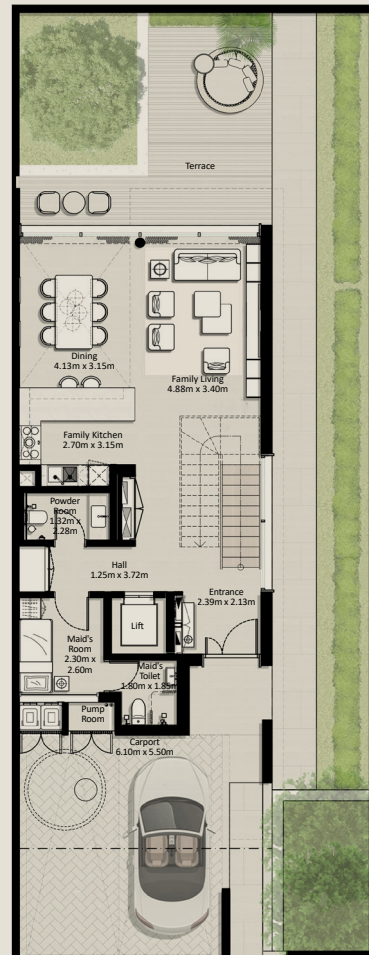 Terrace
Dining
4.13m x 3.15m
Family Living
4.88m x 3.40m
Family Kitchen
2.70m x 3.15m
Powder
Room
1.32m x
2.28m
Hall
1.25m x 3.72m
Entrance
2.39m x 2.13m
Lift
Maid's
Room
2.30m x
2.60m
Maid's
Toilet
1.80m x 1.85m
Pump
Room
Carport
6.10m x 5.50m